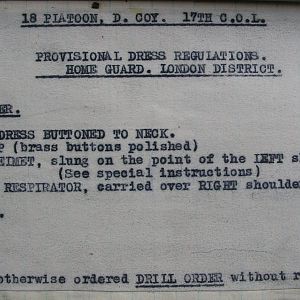 18 PLATOON, D. COY. 17TH C.O.L.
PROVISIONAL DRESS REGULATIONS.
HOME GUARD. LONDON DISTRICT.
ER.
DRESS BUTTONED TO NECK.
P (brass buttons polished)
EIMET, slung on the point of the LEFT s
(See special instructions)
RESPIRATOR, carried over RIGHT shoulde
.
otherwise ordered DRILL ORDER without r